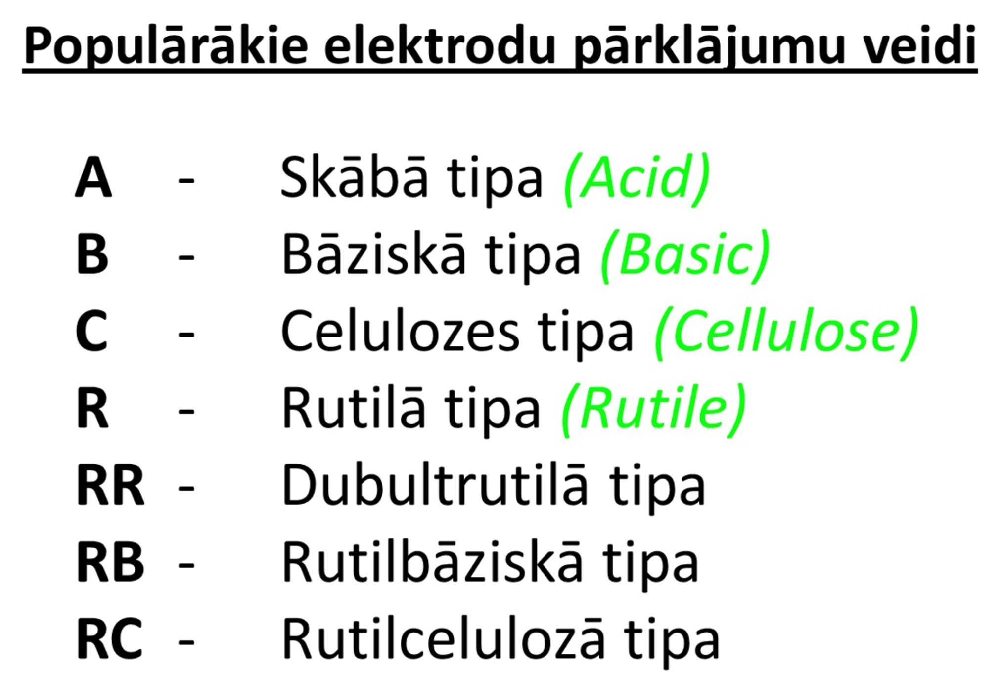 Populārākie elektrodu pārklājumu veidi
A - Skābā tipa (Acid)
B - Bāziskā tipa (Basic)
C - Celulozes tipa (Cellulose)
R - Rutilā tipa (Rutile)
RR - Dubultrutilā tipa
RB - Rutilbāziskā tipa
RC - Rutilcelulozā tipa